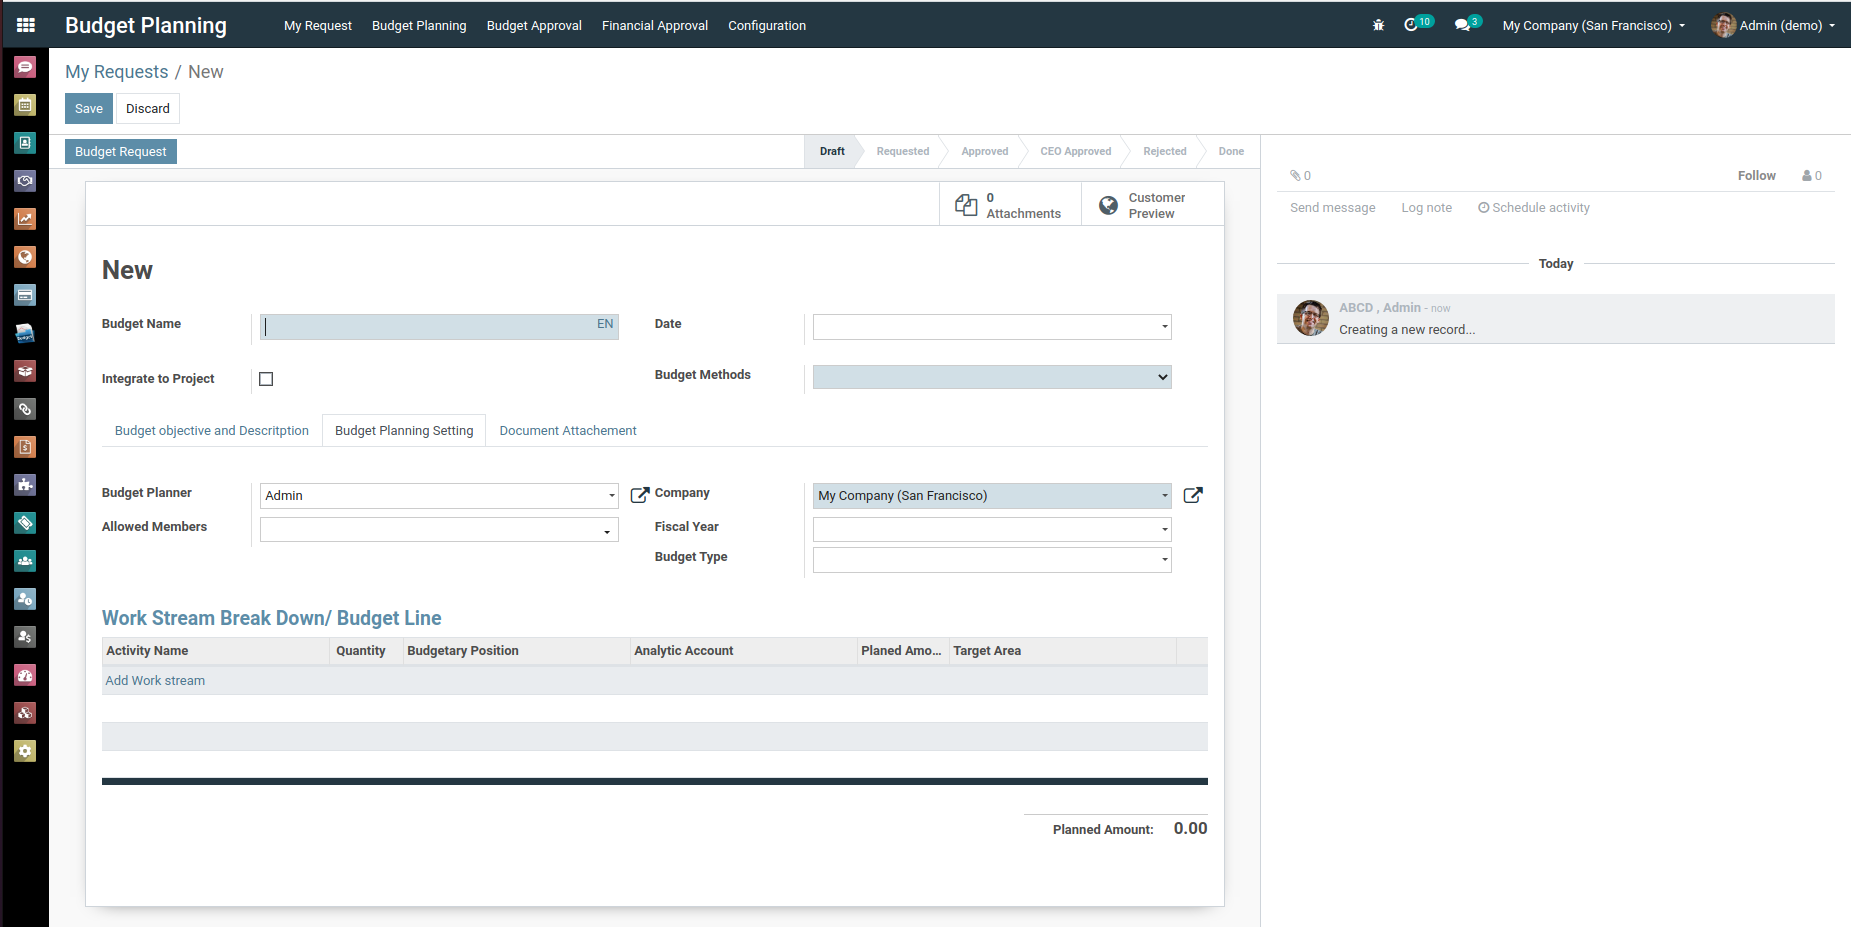 Budget Planning
My Request Budget Planning Budget Approval Financial Approval Configuration
10 3 My Company (San Francisco) Admin (demo)
My Requests / New
Save Discard
Budget Request
Draft Requested Approved CEO Approved Rejected Done
0 Attachments
Customer Preview
0 Follow 0
Send message Log note Schedule activity
Today
ABCD , Admin - now
Creating a new record...
New
Budget Name EN Date
Integrate to Project Budget Methods
Budget objective and Descritption Budget Planning Setting Document Attachement
Budget Planner Admin Company My Company (San Francisco)
Allowed Members Fiscal Year
Budget Type
Work Stream Break Down/ Budget Line
Activity Name Quantity Budgetary Position Analytic Account Planed Amo... Target Area
Add Work stream
Planned Amount: 0.00